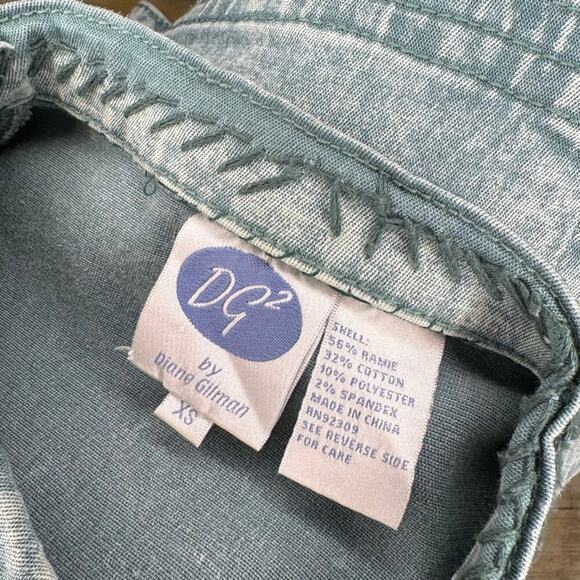 DG2
by
Diane Gilman
XS
SHELL:
56% RAMIE
32% COTTON
10% POLYESTER
2% SPANDEX
MADE IN CHINA
RN92309
SEE REVERSE SIDE
FOR CARE